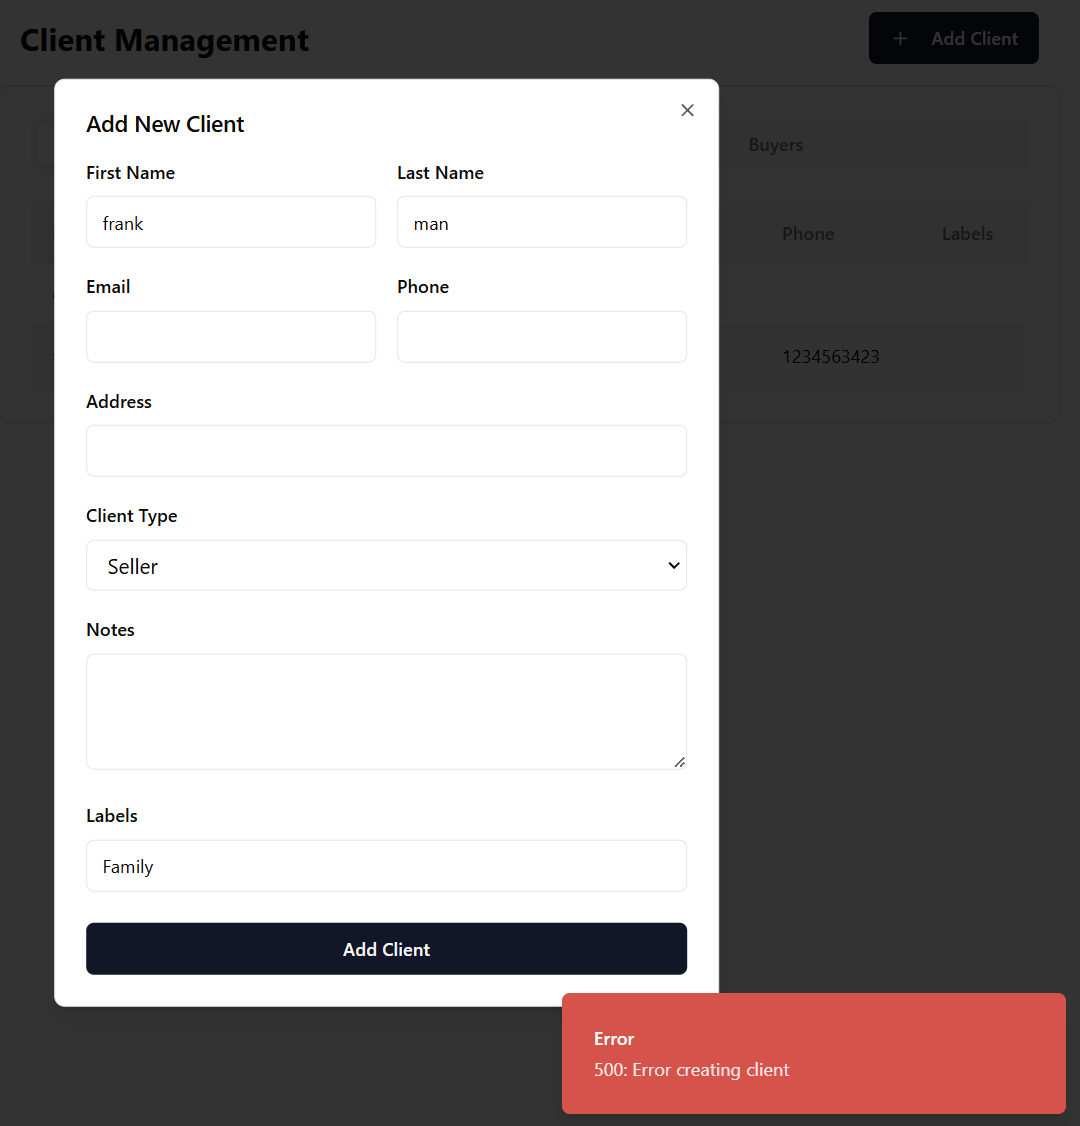 Client Management
Add Client
Buyers
Phone Labels
1234563423
Add New Client
First Name Last Name
frank man
Email Phone
Address
Client Type
Seller
Notes
Labels
Family
Add Client
Error
500: Error creating client